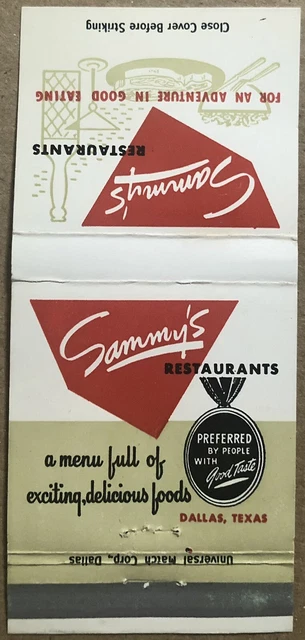 Close Cover Before Striking
FOR AN ADVENTURE IN GOOD EATING
RESTAURANTS
Sammy's
Sammy's
RESTAURANTS
PREFERRED
BY PEOPLE
WITH
Good Taste
a menu full of
exciting, delicious foods
DALLAS, TEXAS
Universal Match Corp., Dallas